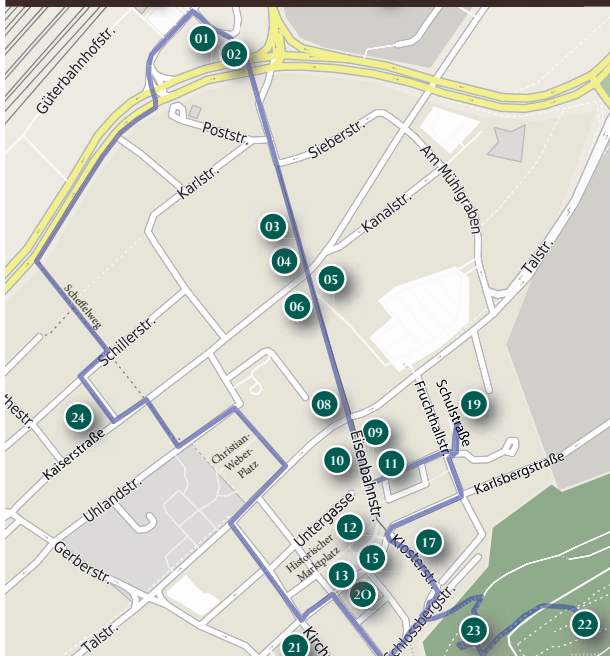 01
02
Güterbahnhofstr.
Poststr.
Sieberstr.
Karlstr.
Am Mühlgraben
Kanalstr.
03
04
05
06
Talstr.
Scheffelweg
Schillerstr.
08
24
19
Schulstraße
Fruchthallstr.
Kaiserstraße
09
Eisenbahnstr.
10
11
Christian-
Weber-
Platz
Uhlandstr.
Karlsbergstraße
Untergasse
12
Historischer
Marktplatz
15
17
Klosterstr.
Gerberstr.
13
20
Schlossbergstr.
Talstr.
21
23
22